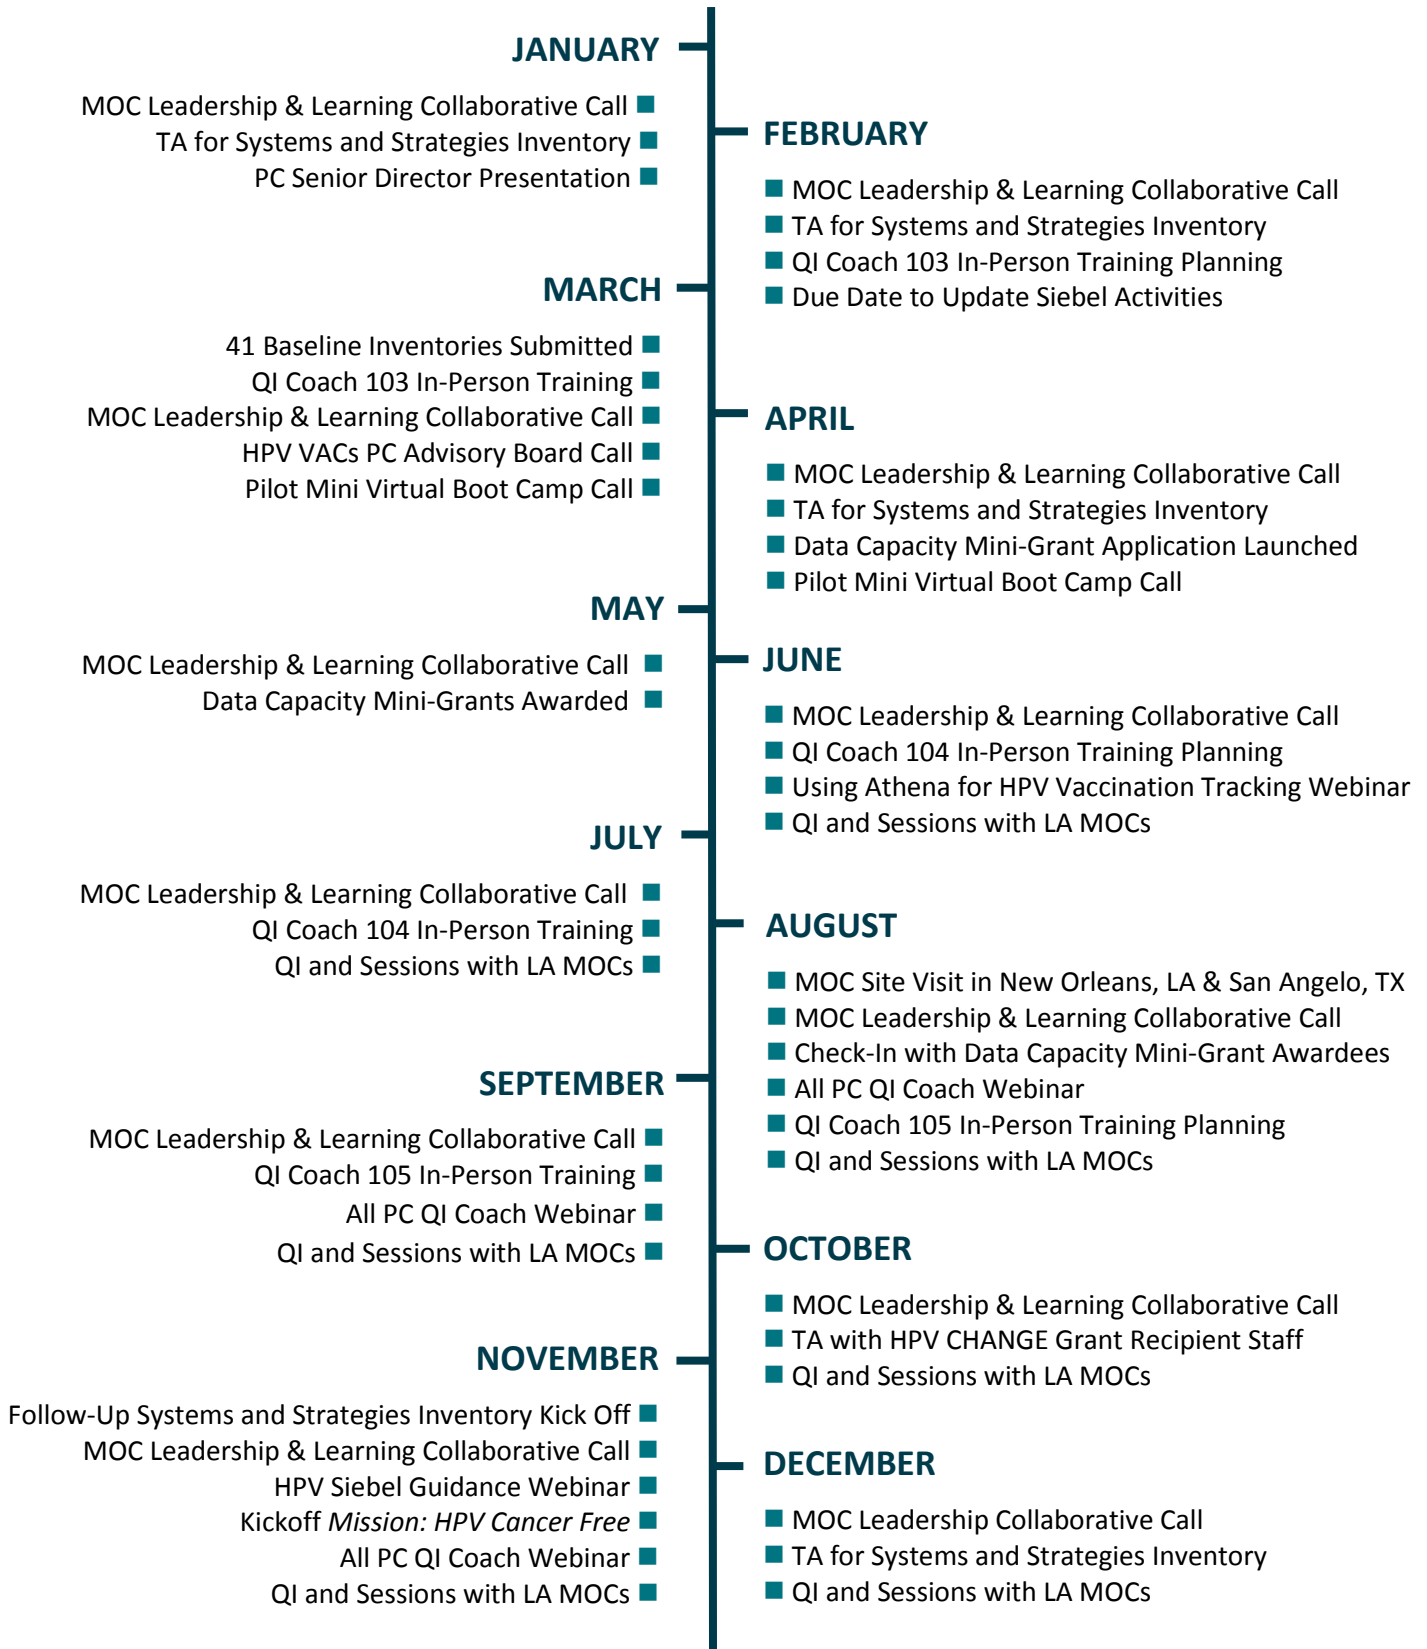 JANUARY
MOC Leadership & Learning Collaborative Call
TA for Systems and Strategies Inventory
PC Senior Director Presentation
FEBRUARY
MOC Leadership & Learning Collaborative Call
TA for Systems and Strategies Inventory
QI Coach 103 In-Person Training Planning
Due Date to Update Siebel Activities
MARCH
41 Baseline Inventories Submitted
QI Coach 103 In-Person Training
MOC Leadership & Learning Collaborative Call
HPV VACs PC Advisory Board Call
Pilot Mini Virtual Boot Camp Call
APRIL
MOC Leadership & Learning Collaborative Call
TA for Systems and Strategies Inventory
Data Capacity Mini-Grant Application Launched
Pilot Mini Virtual Boot Camp Call
MAY
MOC Leadership & Learning Collaborative Call
Data Capacity Mini-Grants Awarded
JUNE
MOC Leadership & Learning Collaborative Call
QI Coach 104 In-Person Training Planning
Using Athena for HPV Vaccination Tracking Webinar
QI and Sessions with LA MOCs
JULY
MOC Leadership & Learning Collaborative Call
QI Coach 104 In-Person Training
QI and Sessions with LA MOCs
AUGUST
MOC Site Visit in New Orleans, LA & San Angelo, TX
MOC Leadership & Learning Collaborative Call
Check-In with Data Capacity Mini-Grant Awardees
All PC QI Coach Webinar
QI Coach 105 In-Person Training Planning
QI and Sessions with LA MOCs
SEPTEMBER
MOC Leadership & Learning Collaborative Call
QI Coach 105 In-Person Training
All PC QI Coach Webinar
QI and Sessions with LA MOCs
OCTOBER
MOC Leadership & Learning Collaborative Call
TA with HPV CHANGE Grant Recipient Staff
QI and Sessions with LA MOCs
NOVEMBER
Follow-Up Systems and Strategies Inventory Kick Off
MOC Leadership & Learning Collaborative Call
HPV Siebel Guidance Webinar
Kickoff Mission: HPV Cancer Free
All PC QI Coach Webinar
QI and Sessions with LA MOCs
DECEMBER
MOC Leadership Collaborative Call
TA for Systems and Strategies Inventory
QI and Sessions with LA MOCs